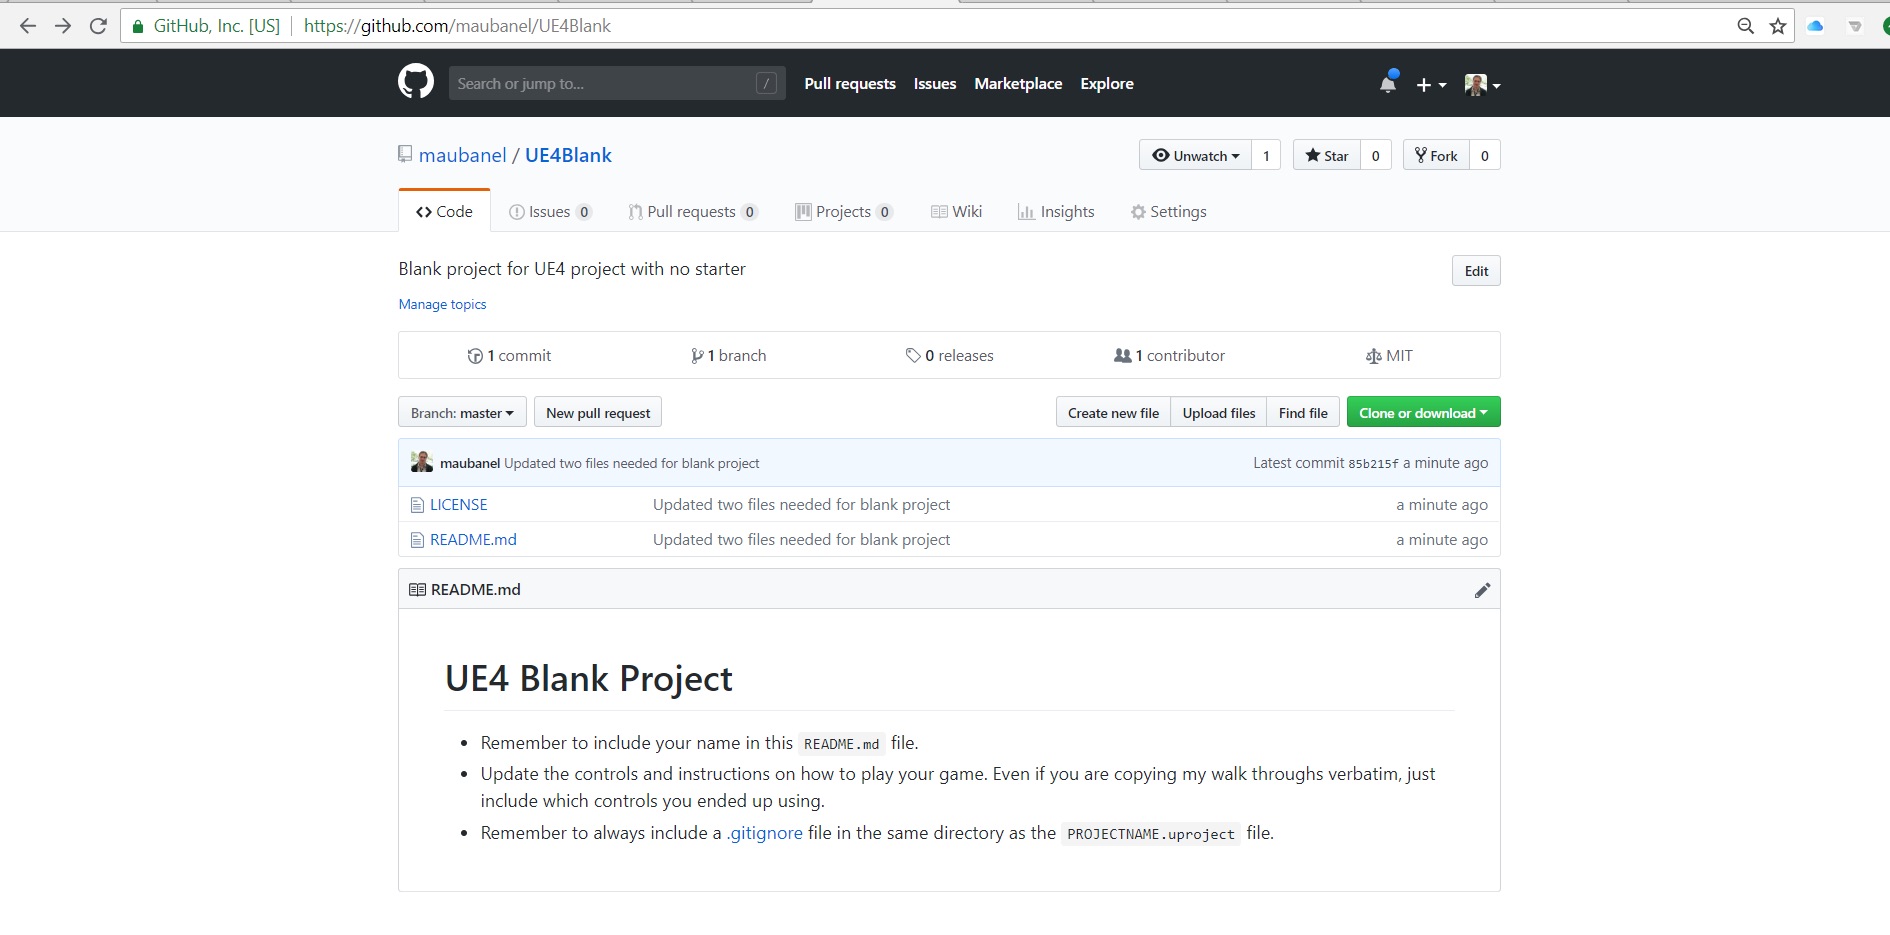 GitHub, Inc. [US] https://github.com/maubanel/UE4Blank
Search or jump to... / Pull requests Issues Marketplace Explore
maubanel / UE4Blank Unwatch 1 Star 0 Fork 0
Code Issues 0 Pull requests 0 Projects 0 Wiki Insights Settings
Blank project for UE4 project with no starter Edit
Manage topics
1 commit 1 branch 0 releases 1 contributor MIT
Branch: master New pull request Create new file Upload files Find file Clone or download
maubanel Updated two files needed for blank project Latest commit 85b215f a minute ago
LICENSE Updated two files needed for blank project a minute ago
README.md Updated two files needed for blank project a minute ago
README.md
UE4 Blank Project
Remember to include your name in this README.md file.
Update the controls and instructions on how to play your game. Even if you are copying my walk throughs verbatim, just
include which controls you ended up using.
Remember to always include a .gitignore file in the same directory as the PROJECTNAME.uproject file.